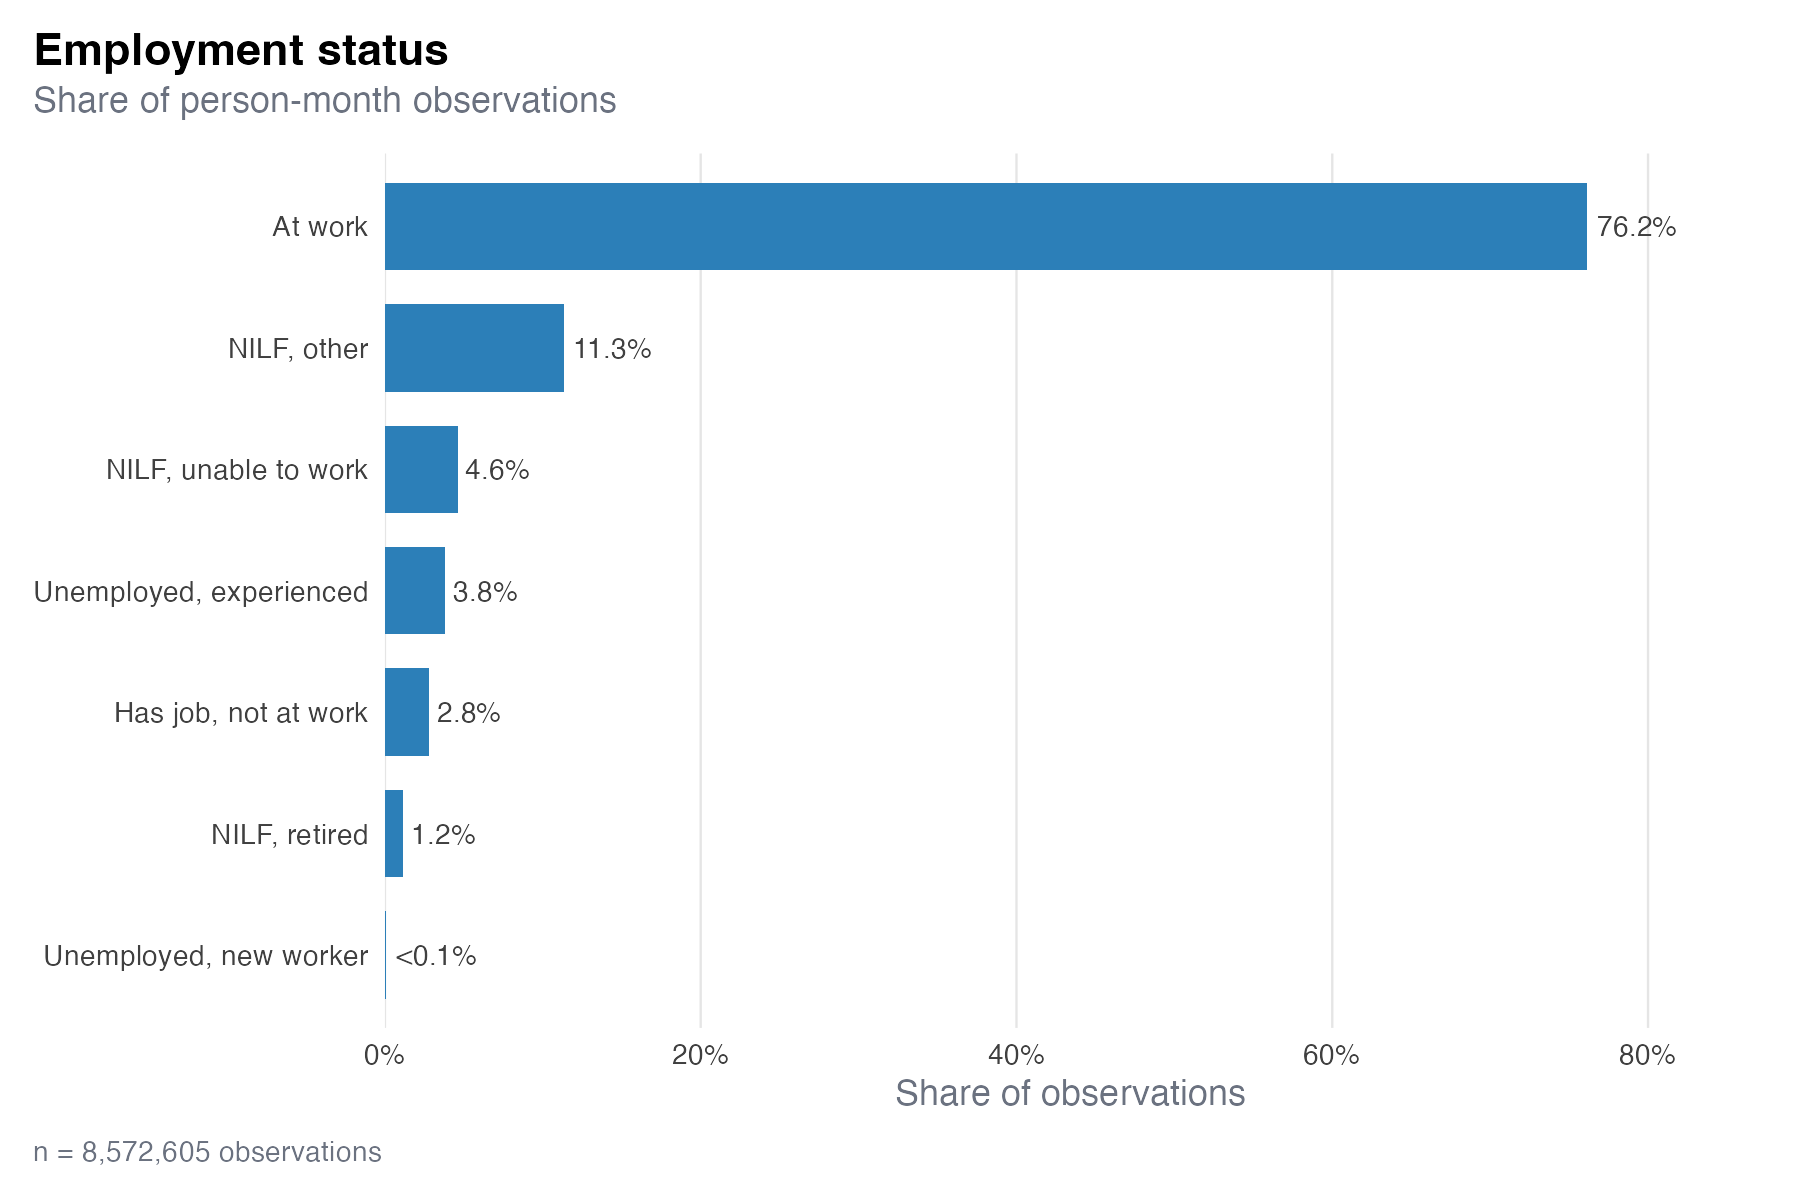 Employment status
Share of person-month observations
At work 76.2%
NILF, other 11.3%
NILF, unable to work 4.6%
Unemployed, experienced 3.8%
Has job, not at work 2.8%
NILF, retired 1.2%
Unemployed, new worker <0.1%
0% 20% 40% 60% 80%
Share of observations
n = 8,572,605 observations